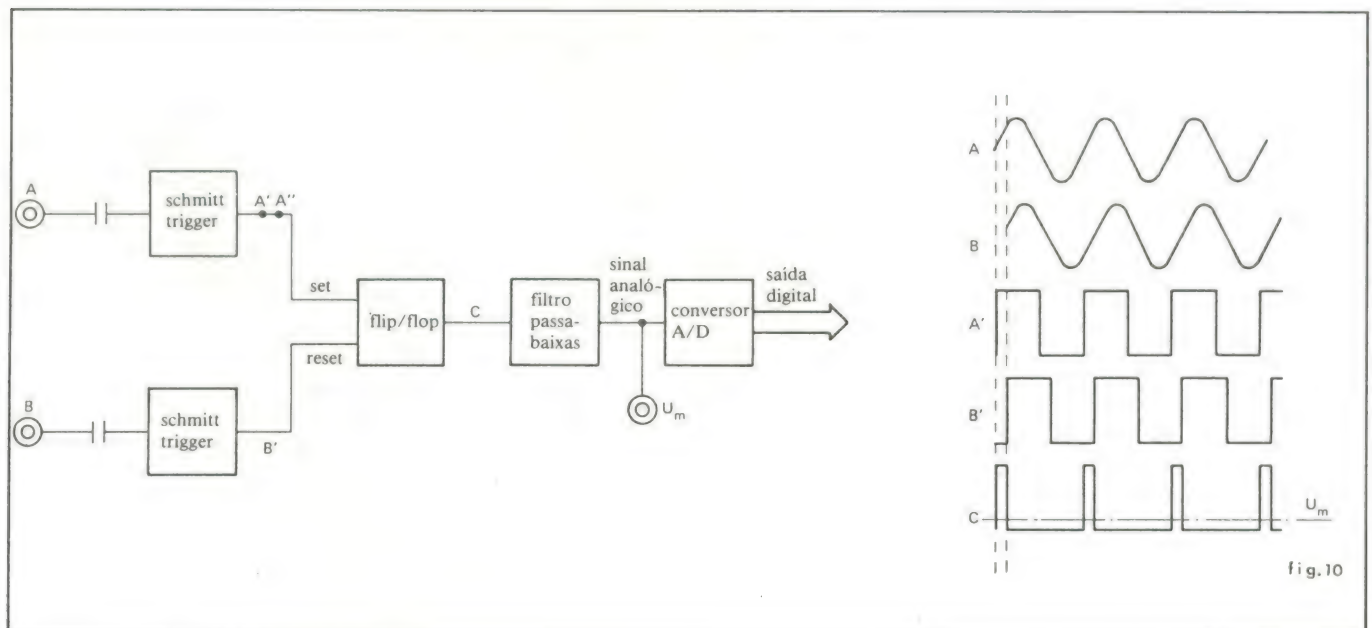 A
schmitt
trigger
A' A''
set
flip/flop
reset
C
filtro
passa-
baixas
sinal
analó-
gico
U_m
conversor
A/D
saída
digital
B
schmitt
trigger
B'
A
B
A'
B'
C
U_m
fig.10